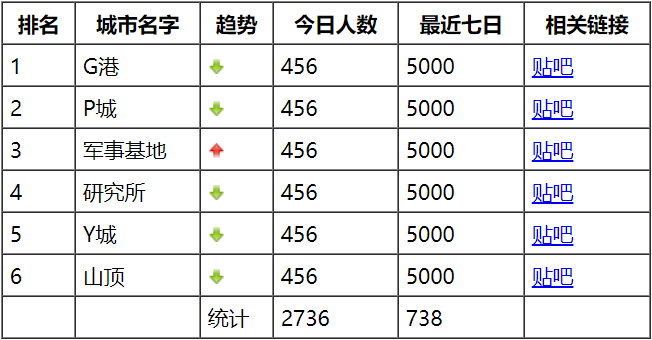 排名 城市名字 趋势 今日人数 最近七日 相关链接
1 G港 456 5000 贴吧
2 P城 456 5000 贴吧
3 军事基地 456 5000 贴吧
4 研究所 456 5000 贴吧
5 Y城 456 5000 贴吧
6 山顶 456 5000 贴吧
统计 2736 738